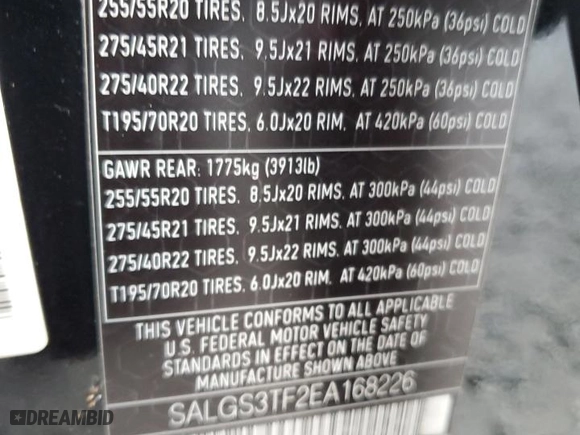 255/55R20 TIRES, 8.5Jx20 RIMS, AT 250kPa (36psi) COLD
275/45R21 TIRES, 9.5Jx21 RIMS, AT 250kPa (36psi) COLD
275/40R22 TIRES, 9.5Jx22 RIMS, AT 250kPa (36psi) COLD
T195/70R20 TIRES, 6.0Jx20 RIM, AT 420kPa (60psi) COLD
GAWR REAR: 1775kg (3913lb)
255/55R20 TIRES, 8.5Jx20 RIMS, AT 300kPa (44psi) COLD
275/45R21 TIRES, 9.5Jx21 RIMS, AT 300kPa (44psi) COLD
275/40R22 TIRES, 9.5Jx22 RIMS, AT 300kPa (44psi) COLD
T195/70R20 TIRES, 6.0Jx20 RIM, AT 420kPa (60psi) COLD
THIS VEHICLE CONFORMS TO ALL APPLICABLE
U.S. FEDERAL MOTOR VEHICLE SAFETY
STANDARDS IN EFFECT ON THE DATE OF
MANUFACTURE SHOWN ABOVE.
SALGS3TF2EA168226
AUTOBIDMASTER